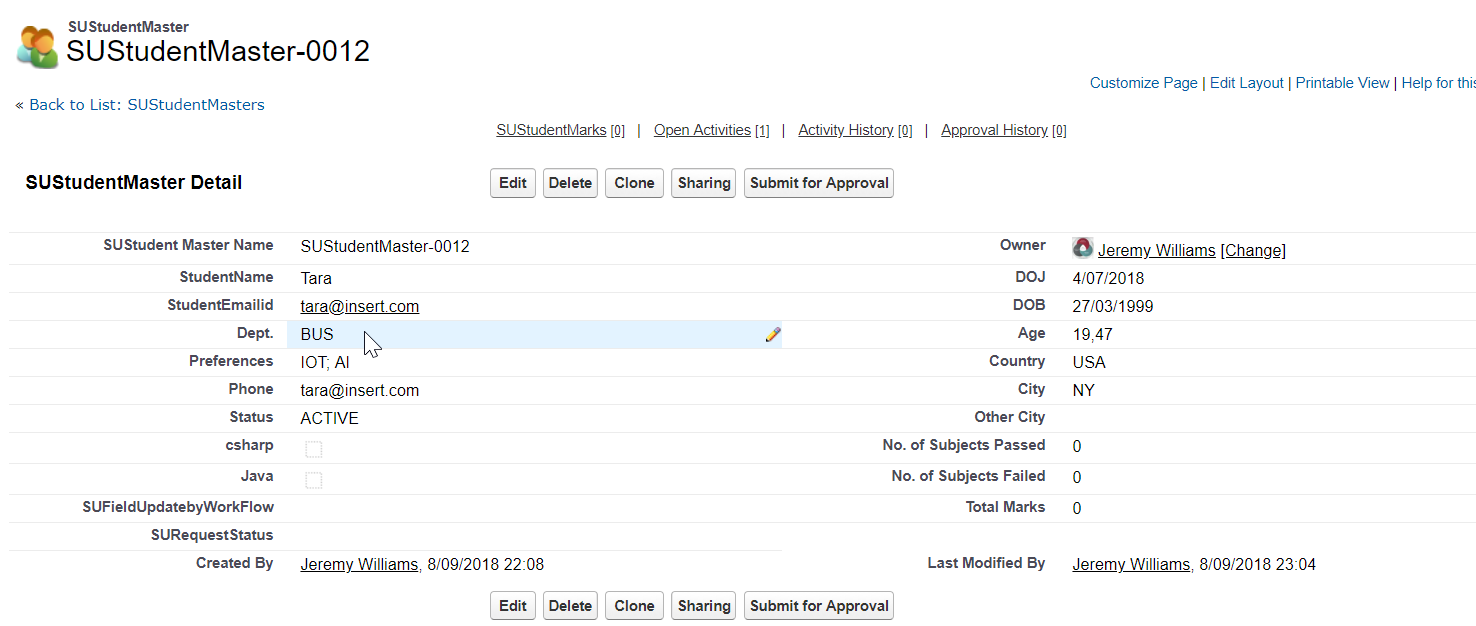 SUStudentMaster
SUStudentMaster-0012
Customize Page | Edit Layout | Printable View | Help for this
« Back to List: SUStudentMasters
SUStudentMarks [0] | Open Activities [1] | Activity History [0] | Approval History [0]
SUStudentMaster Detail Edit Delete Clone Sharing Submit for Approval
SUStudent Master Name SUStudentMaster-0012 Owner Jeremy Williams [Change]
StudentName Tara DOJ 4/07/2018
StudentEmailid tara@insert.com DOB 27/03/1999
Dept. BUS Age 19,47
Preferences IOT; AI Country USA
Phone tara@insert.com City NY
Status ACTIVE Other City
csharp No. of Subjects Passed 0
Java No. of Subjects Failed 0
SUFieldUpdatebyWorkFlow Total Marks 0
SURequestStatus
Created By Jeremy Williams, 8/09/2018 22:08 Last Modified By Jeremy Williams, 8/09/2018 23:04
Edit Delete Clone Sharing Submit for Approval